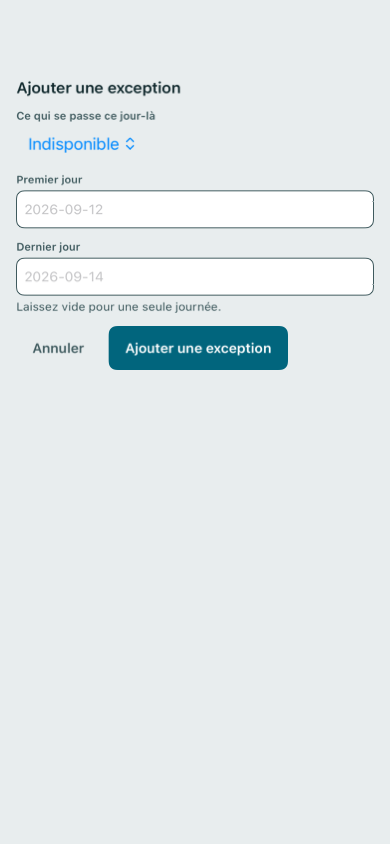 Ajouter une exception
Ce qui se passe ce jour-là
Indisponible
Premier jour
2026-09-12
Dernier jour
2026-09-14
Laissez vide pour une seule journée.
Annuler
Ajouter une exception